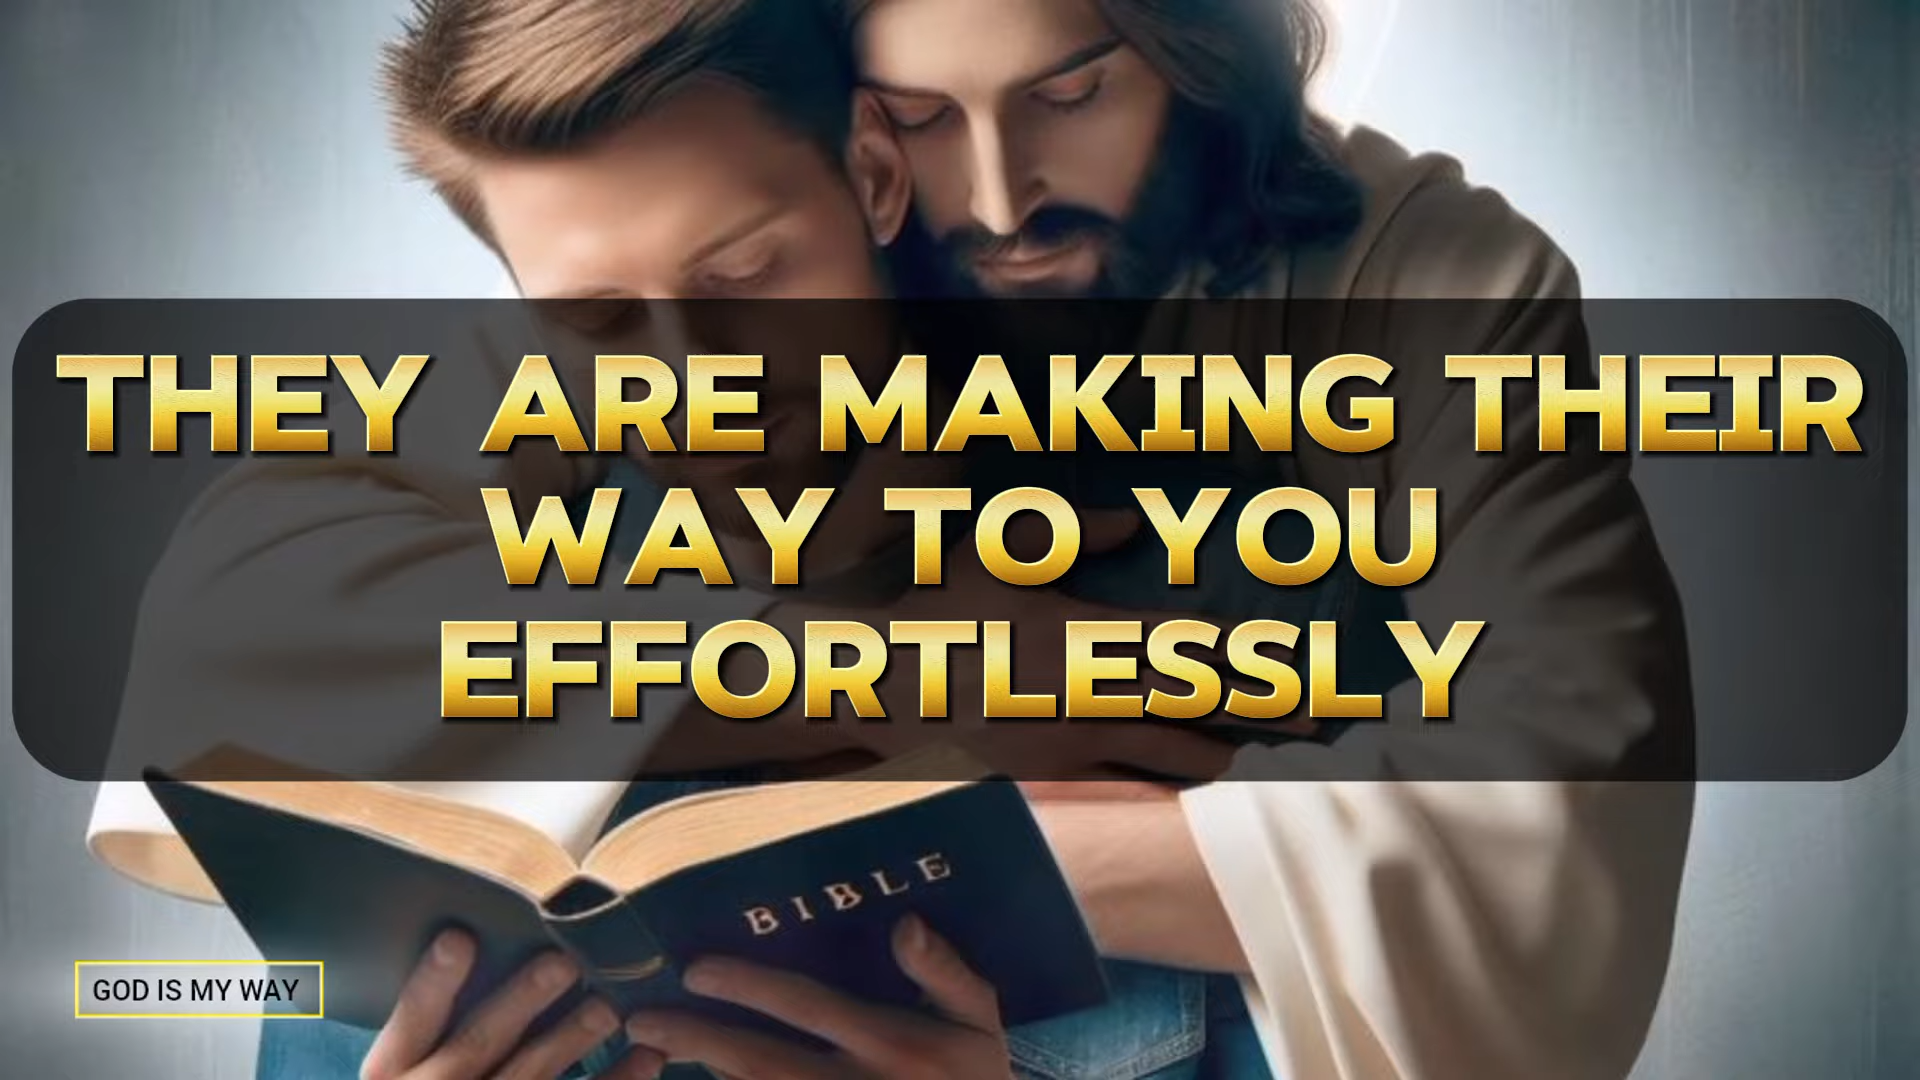 THEY ARE MAKING THEIR
WAY TO YOU
EFFORTLESSLY
BIBLE
GOD IS MY WAY